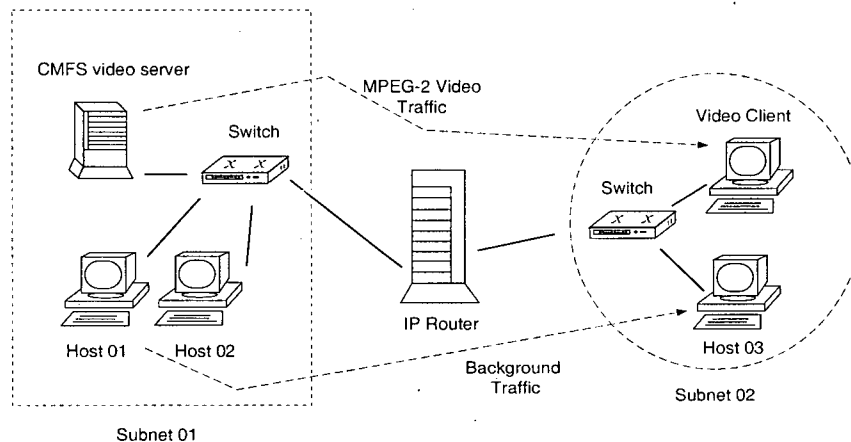 CMFS video server
MPEG-2 Video
Traffic
Video Client
Switch
X X
Switch
X X
IP Router
Host 01
Host 02
Host 03
Background
Traffic
Subnet 02
Subnet 01